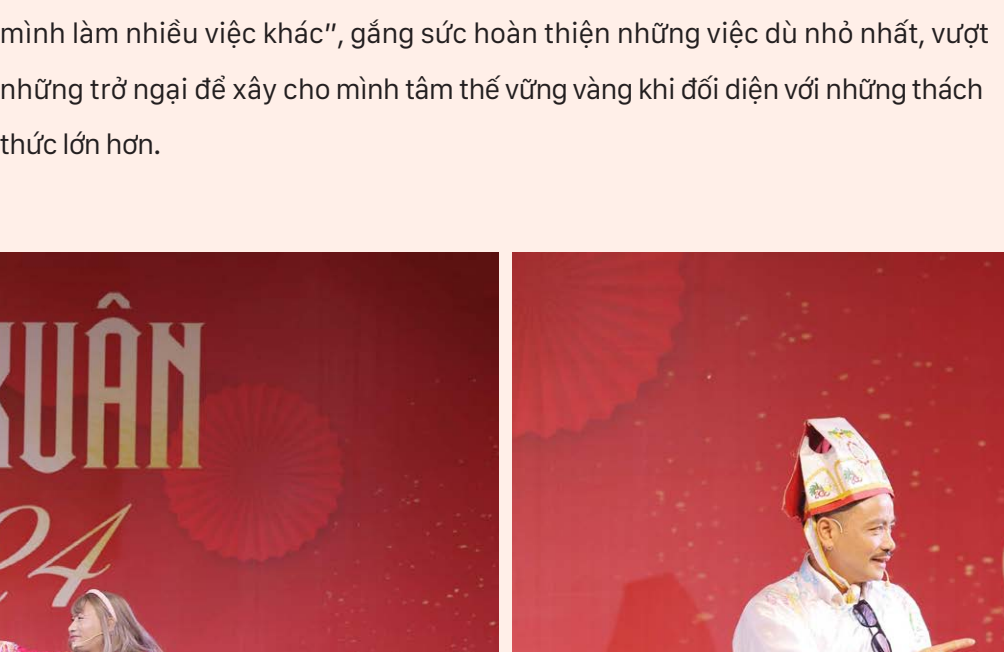 mình làm nhiều việc khác”, gắng sức hoàn thiện những việc dù nhỏ nhất, vượt
những trở ngại để xây cho mình tâm thế vững vàng khi đối diện với những thách
thức lớn hơn.
XUÂN
24